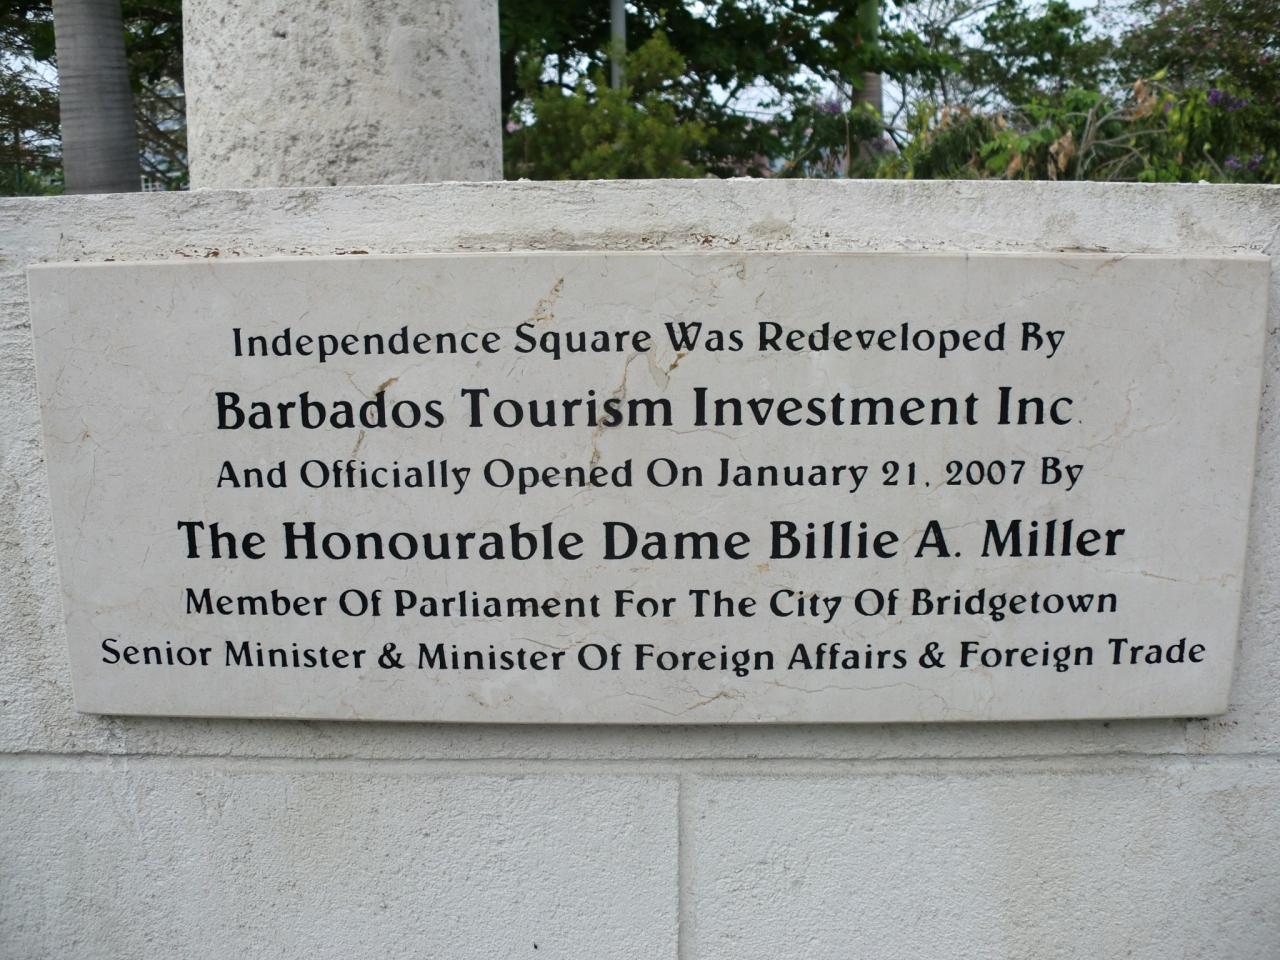 Independence Square Was Redeveloped By
Barbados Tourism Investment Inc.
And Officially Opened On January 21, 2007 By
The Honourable Dame Billie A. Miller
Member Of Parliament For The City Of Bridgetown
Senior Minister & Minister Of Foreign Affairs & Foreign Trade